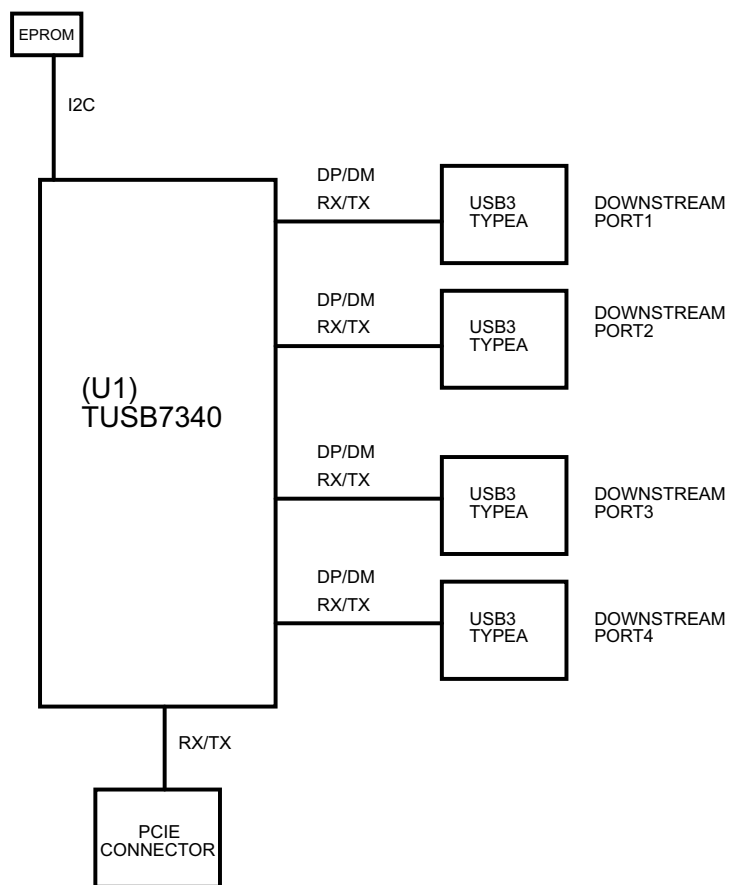 EPROM
I2C
DP/DM
RX/TX
USB3
TYPEA
DOWNSTREAM
PORT1
DP/DM
RX/TX
USB3
TYPEA
DOWNSTREAM
PORT2
(U1)
TUSB7340
DP/DM
RX/TX
USB3
TYPEA
DOWNSTREAM
PORT3
DP/DM
RX/TX
USB3
TYPEA
DOWNSTREAM
PORT4
RX/TX
PCIE
CONNECTOR